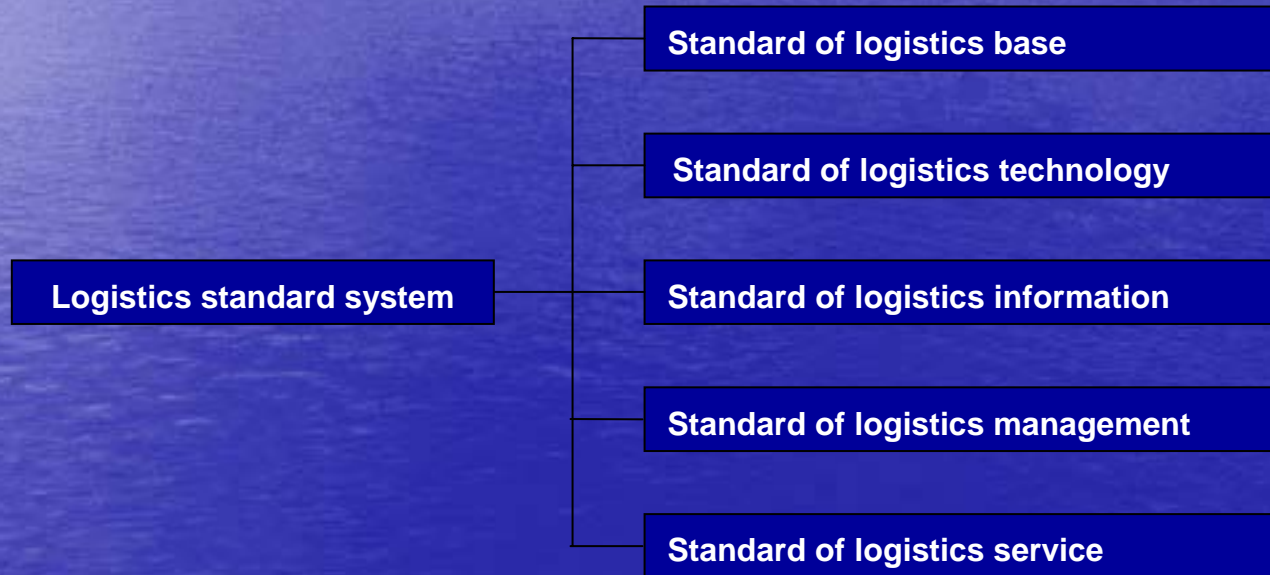 Standard of logistics base
Standard of logistics technology
Logistics standard system
Standard of logistics information
Standard of logistics management
Standard of logistics service